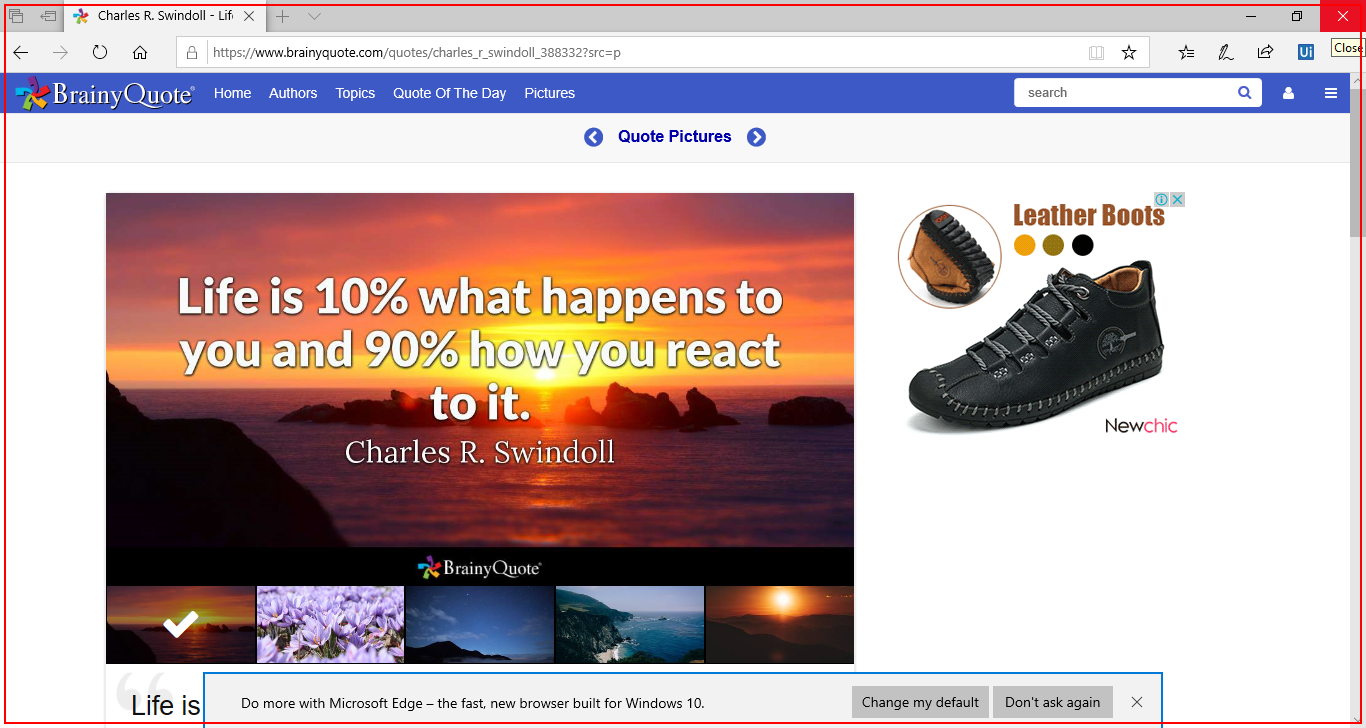 Charles R. Swindoll - Life
https://www.brainyquote.com/quotes/charles_r_swindoll_388332?src=p
Ui
Close
BrainyQuote
Home Authors Topics Quote Of The Day Pictures
search
Quote Pictures
Life is 10% what happens to
you and 90% how you react
to it.
Charles R. Swindoll
BrainyQuote
Leather Boots
Newchic
Life is
Do more with Microsoft Edge – the fast, new browser built for Windows 10.
Change my default
Don't ask again